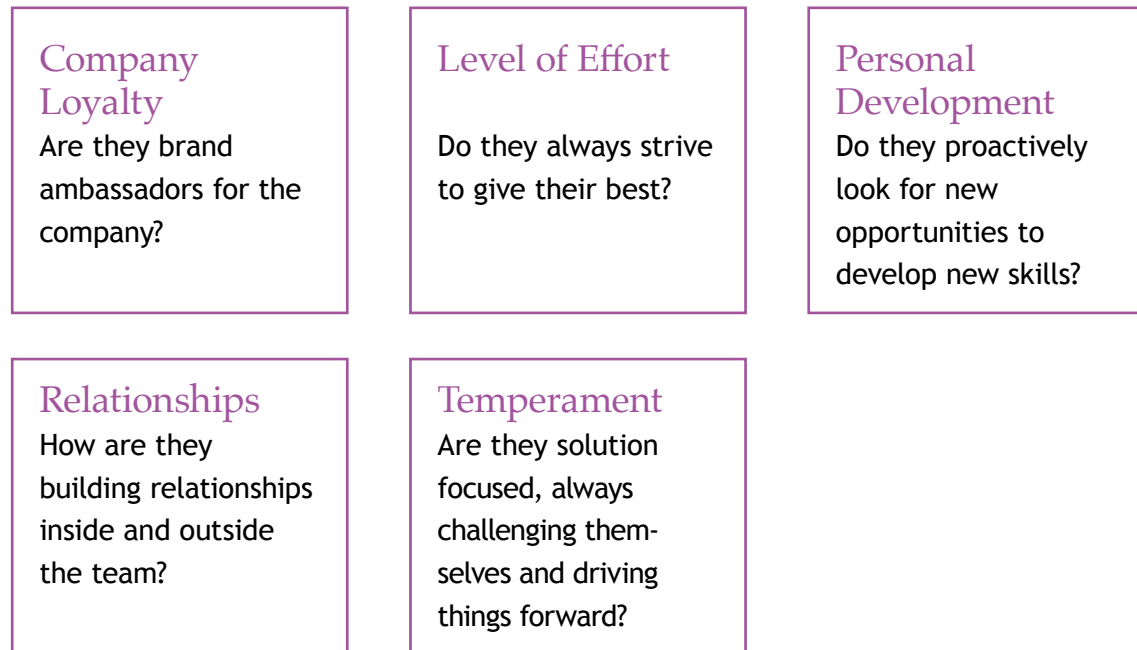 Company
Loyalty
Are they brand
ambassadors for the
company?
Level of Effort
Do they always strive
to give their best?
Personal
Development
Do they proactively
look for new
opportunities to
develop new skills?
Relationships
How are they
building relationships
inside and outside
the team?
Temperament
Are they solution
focused, always
challenging them-
selves and driving
things forward?